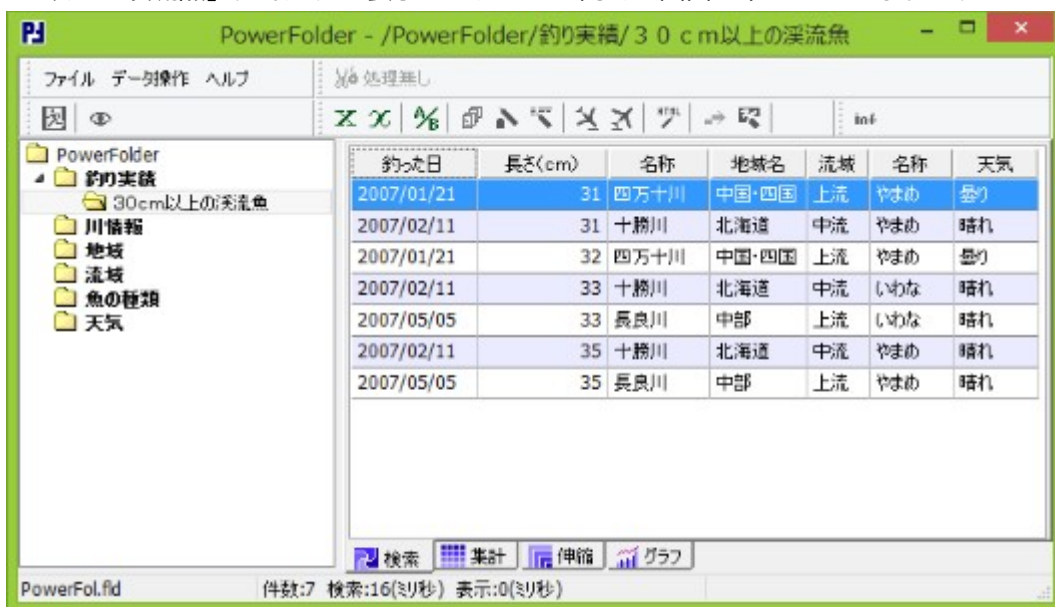 PowerFolder - /PowerFolder/釣り実績/３０ｃｍ以上の渓流魚
ファイル データ操作 ヘルプ
処理無し
inf
PowerFolder
釣り実績
30cm以上の渓流魚
川情報
地域
流域
魚の種類
天気
釣った日 長さ(cm) 名称 地域名 流域 名称 天気
2007/01/21 31 四万十川 中国・四国 上流 やまめ 曇り
2007/02/11 31 十勝川 北海道 中流 やまめ 晴れ
2007/01/21 32 四万十川 中国・四国 上流 やまめ 曇り
2007/02/11 33 十勝川 北海道 中流 いわな 晴れ
2007/05/05 33 長良川 中部 上流 いわな 晴れ
2007/02/11 35 十勝川 北海道 中流 やまめ 晴れ
2007/05/05 35 長良川 中部 上流 やまめ 晴れ
検索 集計 伸縮 グラフ
PowerFol.fld 件数:7 検索:16(ミリ秒) 表示:0(ミリ秒)